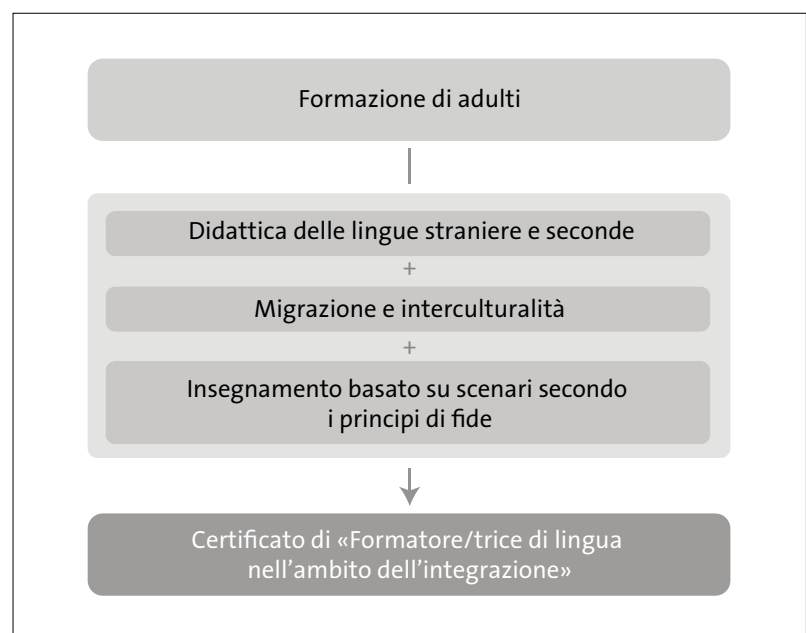 Formazione di adulti
Didattica delle lingue straniere e seconde
+
Migrazione e interculturalità
+
Insegnamento basato su scenari secondo
i principi di fide
Certificato di «Formatore/trice di lingua
nell’ambito dell’integrazione»